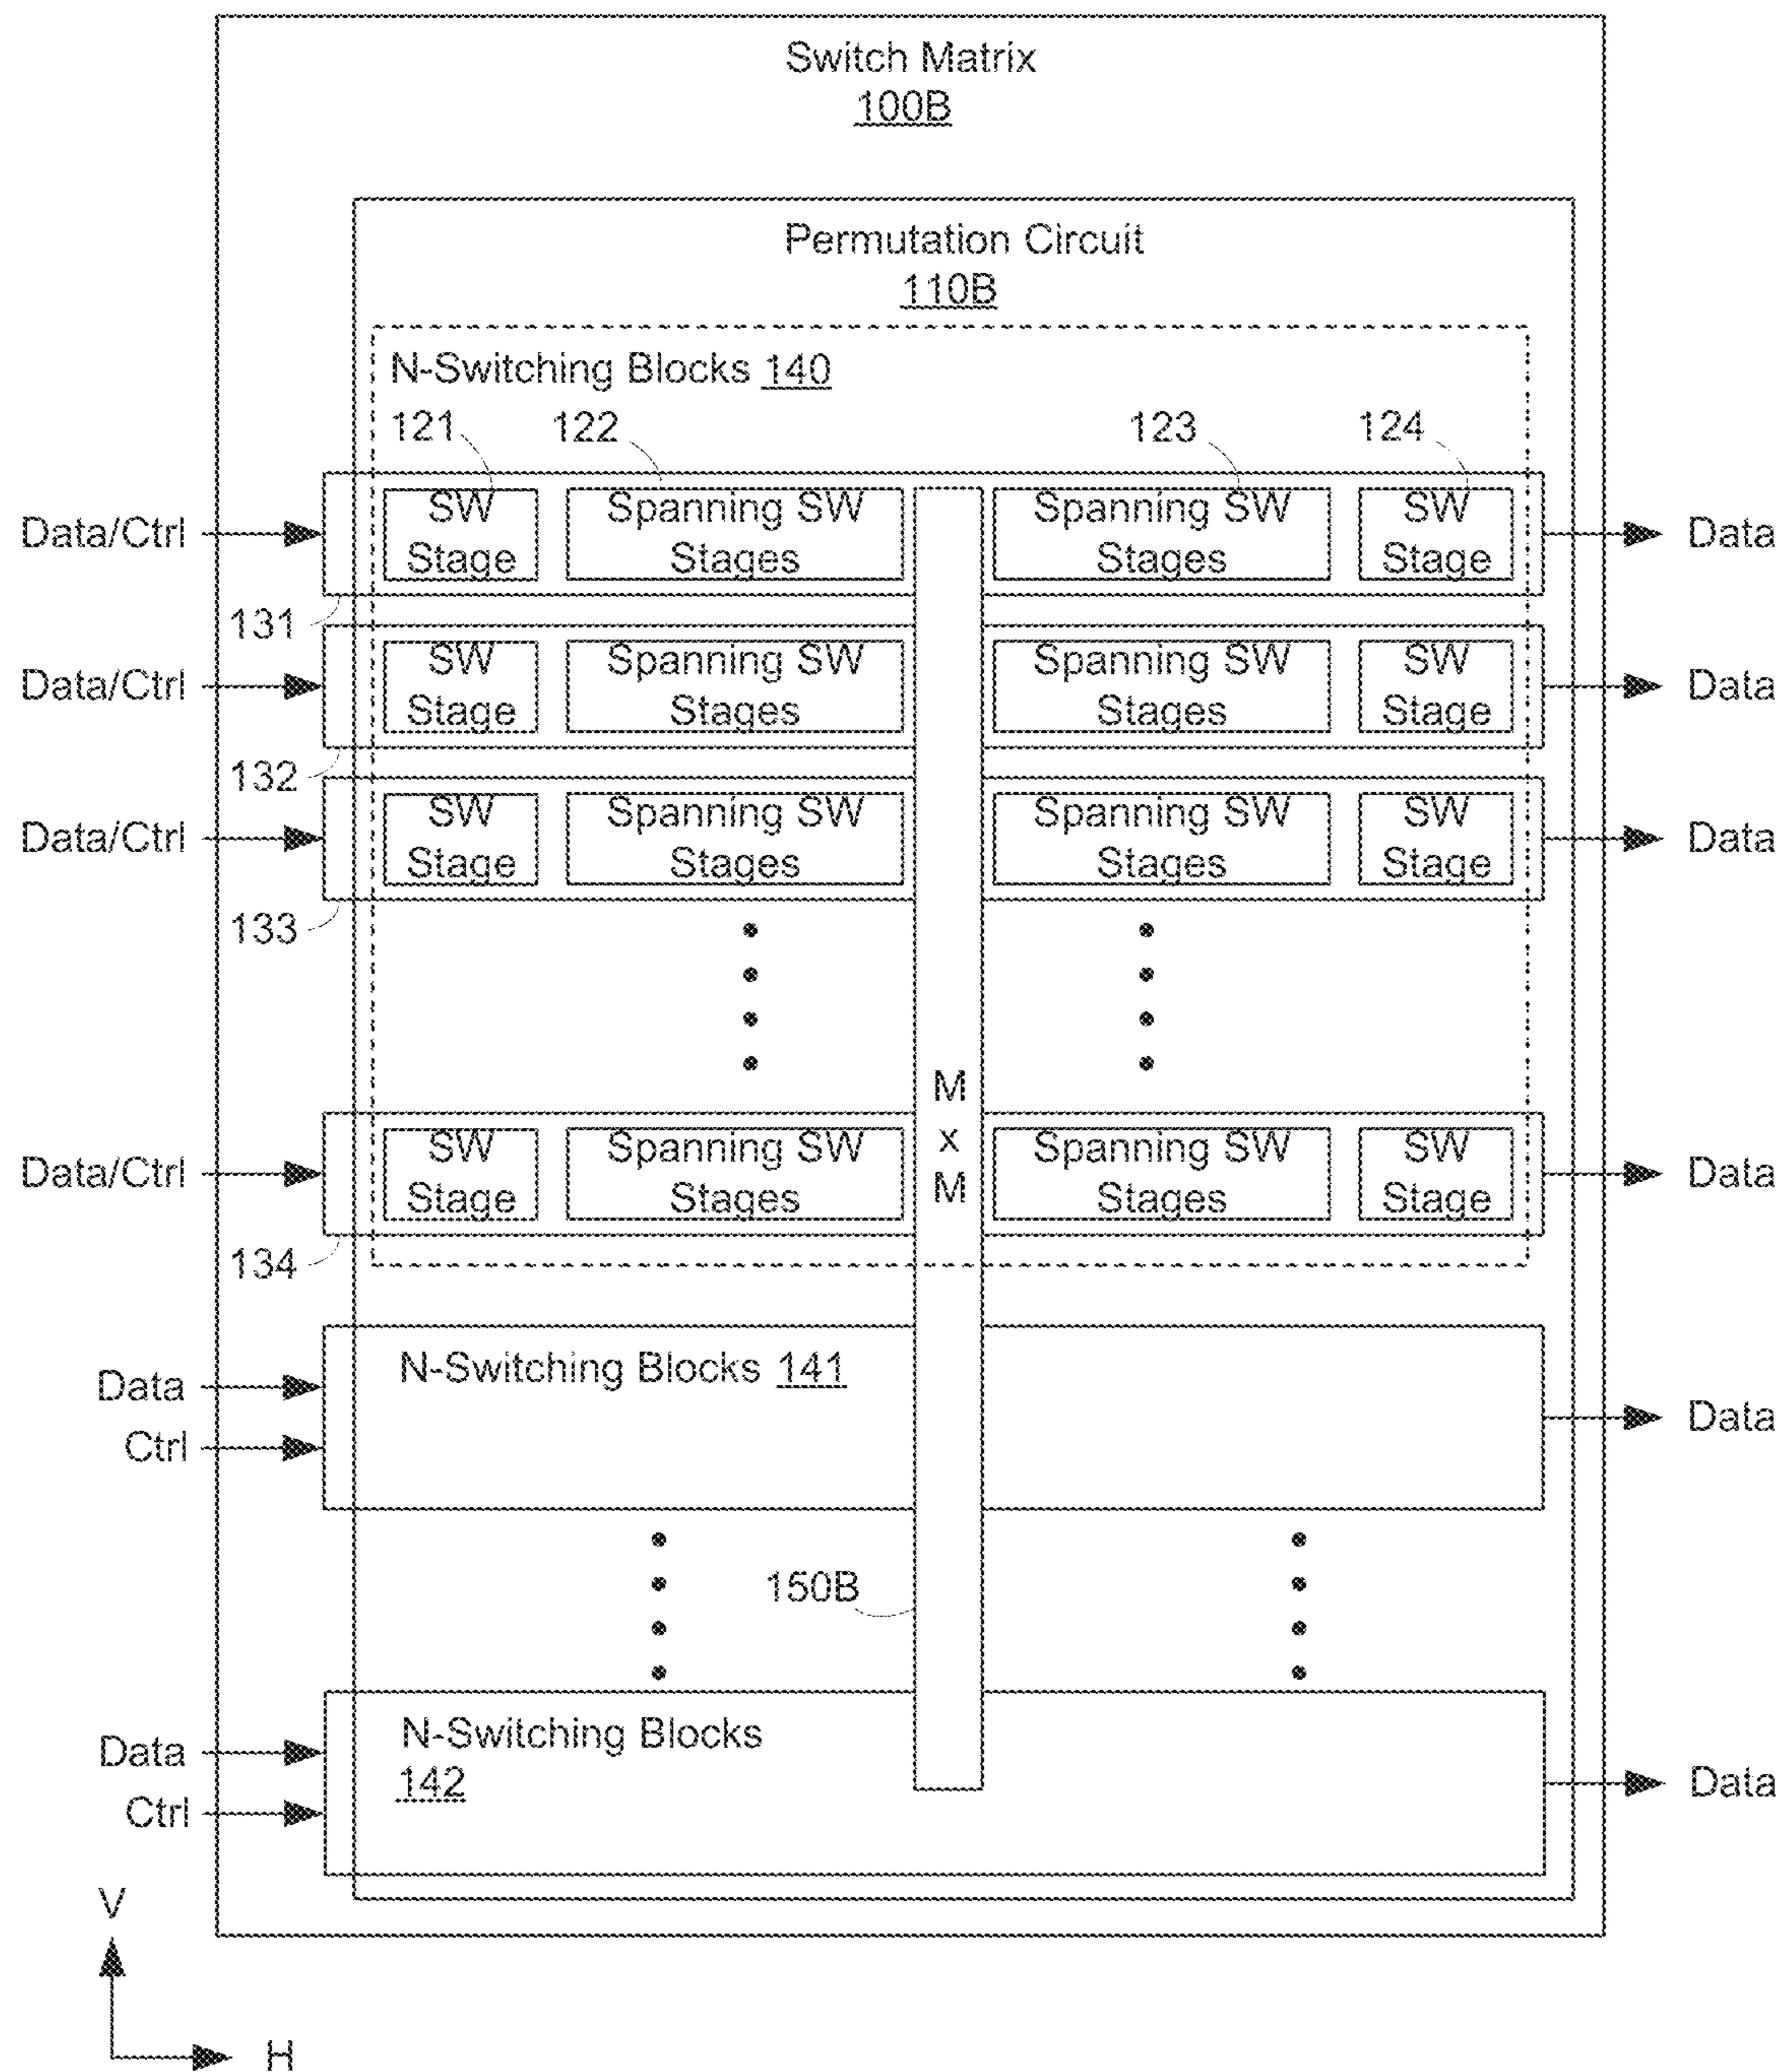 Switch Matrix
100B
Permutation Circuit
110B
N-Switching Blocks 140
121 122 123 124
Data/Ctrl SW Stage Spanning SW Stages Spanning SW Stages SW Stage Data
131
Data/Ctrl SW Stage Spanning SW Stages Spanning SW Stages SW Stage Data
132
Data/Ctrl SW Stage Spanning SW Stages Spanning SW Stages SW Stage Data
133
M
x
M
Data/Ctrl SW Stage Spanning SW Stages Spanning SW Stages SW Stage Data
134
N-Switching Blocks 141
Data
Ctrl
Data
150B
N-Switching Blocks
142
Data
Ctrl
Data
V
H